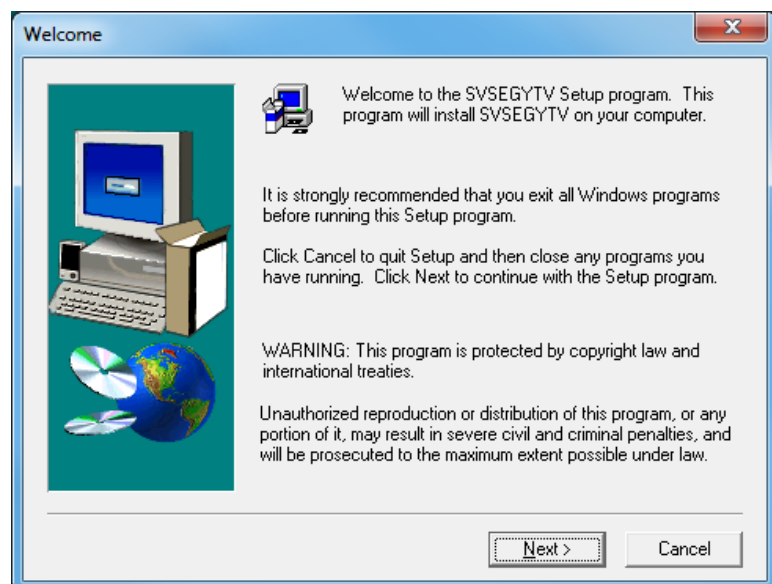 Welcome
Welcome to the SVSEGYTV Setup program. This
program will install SVSEGYTV on your computer.
It is strongly recommended that you exit all Windows programs
before running this Setup program.
Click Cancel to quit Setup and then close any programs you
have running. Click Next to continue with the Setup program.
WARNING: This program is protected by copyright law and
international treaties.
Unauthorized reproduction or distribution of this program, or any
portion of it, may result in severe civil and criminal penalties, and
will be prosecuted to the maximum extent possible under law.
Next >
Cancel